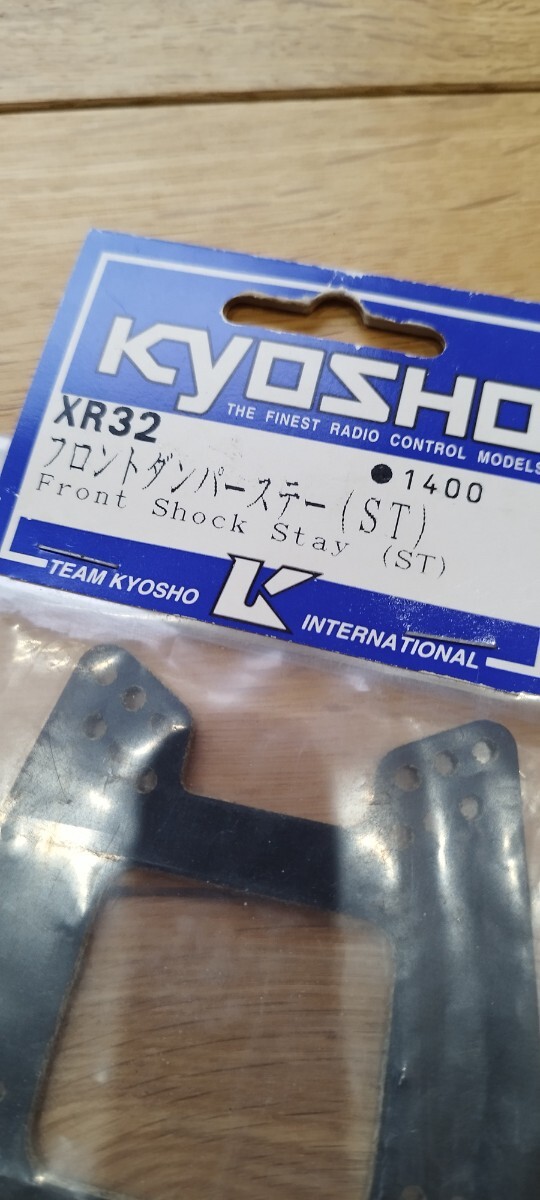 KYOSHO
THE FINEST RADIO CONTROL MODELS
XR32
フロントダンパーステー(ST)
●1400
Front Shock Stay (ST)
TEAM KYOSHO K INTERNATIONAL